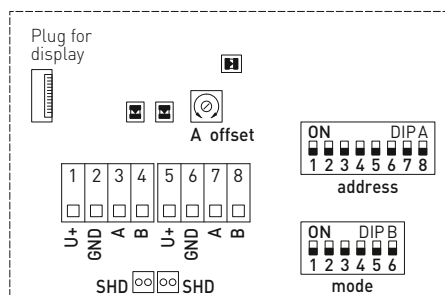 Plug for
display
A offset
ON DIP A
1 2 3 4 5 6 7 8
address
1 2 3 4 5 6 7 8
U+ GND A B U+ GND A B
ON DIP B
1 2 3 4 5 6
mode
SHD SHD